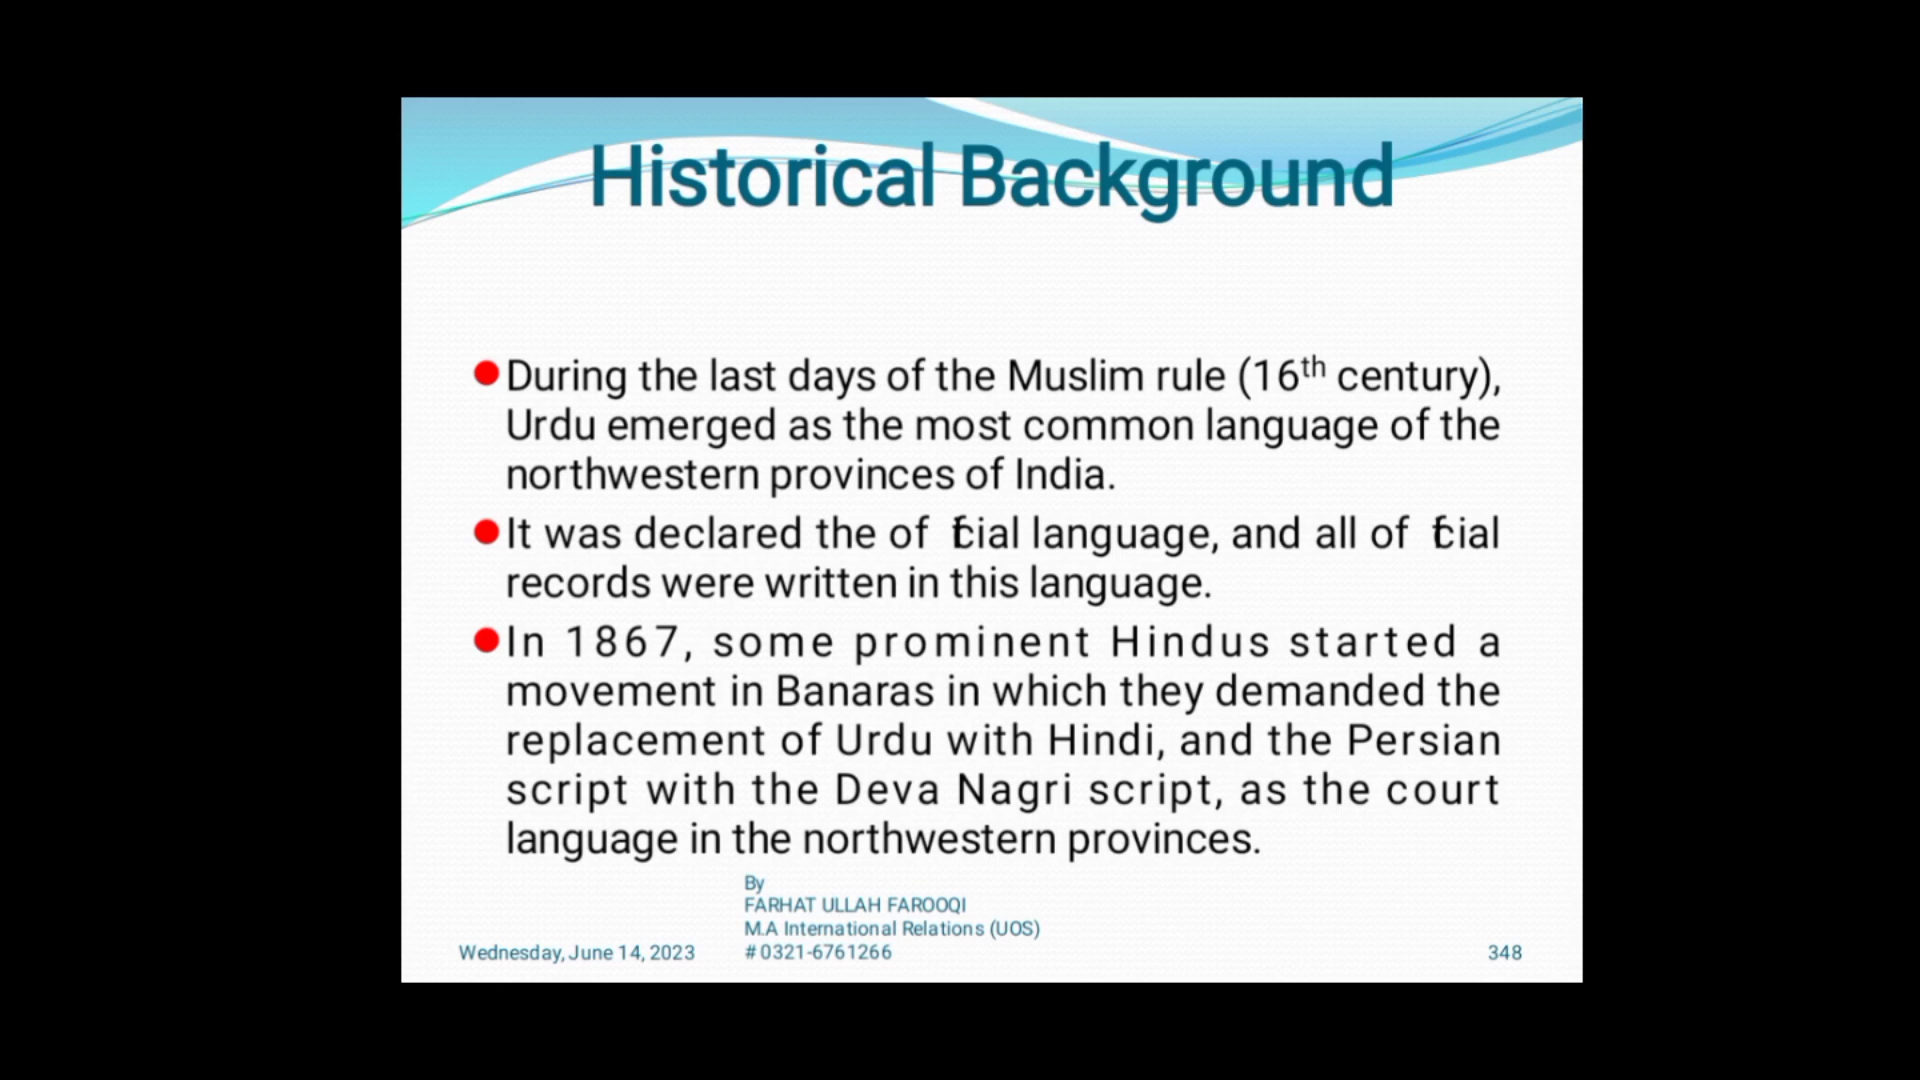 Historical Background
During the last days of the Muslim rule (16th century),
Urdu emerged as the most common language of the
northwestern provinces of India.
It was declared the official language, and all official
records were written in this language.
In 1867, some prominent Hindus started a
movement in Banaras in which they demanded the
replacement of Urdu with Hindi, and the Persian
script with the Deva Nagri script, as the court
language in the northwestern provinces.
By
FARHAT ULLAH FAROOQI
M.A International Relations (UOS)
Wednesday, June 14, 2023 # 0321-6761266 348